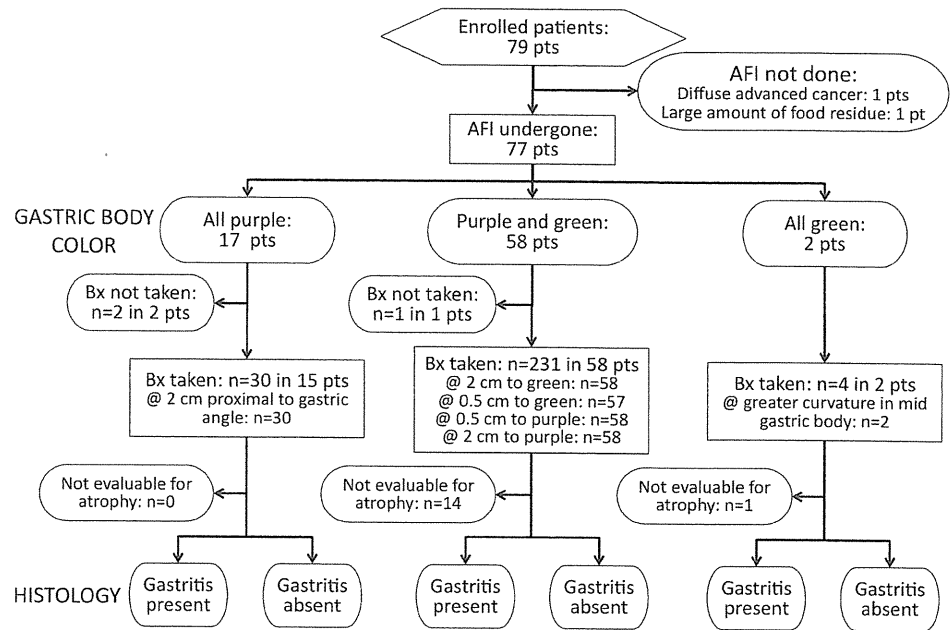 Enrolled patients:
79 pts
AFI not done:
Diffuse advanced cancer: 1 pts
Large amount of food residue: 1 pt
AFI undergone:
77 pts
GASTRIC BODY
COLOR
All purple:
17 pts
Purple and green:
58 pts
All green:
2 pts
Bx not taken:
n=2 in 2 pts
Bx not taken:
n=1 in 1 pts
Bx taken: n=30 in 15 pts
@ 2 cm proximal to gastric
angle: n=30
Bx taken: n=231 in 58 pts
@ 2 cm to green: n=58
@ 0.5 cm to green: n=57
@ 0.5 cm to purple: n=58
@ 2 cm to purple: n=58
Bx taken: n=4 in 2 pts
@ greater curvature in mid
gastric body: n=2
Not evaluable for
atrophy: n=0
Not evaluable for
atrophy: n=14
Not evaluable for
atrophy: n=1
HISTOLOGY
Gastritis
present
Gastritis
absent
Gastritis
present
Gastritis
absent
Gastritis
present
Gastritis
absent